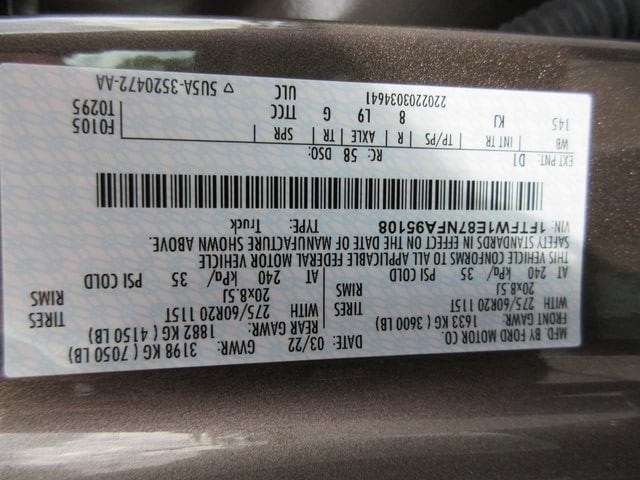 MFD BY FORD MOTOR CO.
DATE: 03/22 GVWR: 3198 KG ( 7050 LB)
FRONT GAWR: REAR GAWR:
1633 KG ( 3600 LB) 1882 KG ( 4150 LB)
WITH 275/60R20 115T TIRES WITH 275/60R20 115T TIRES
20x8.5J RIMS 20x8.5J RIMS
AT 240 kPa/ 35 PSI COLD AT 240 kPa/ 35 PSI COLD
THIS VEHICLE CONFORMS TO ALL APPLICABLE FEDERAL MOTOR VEHICLE
SAFETY STANDARDS IN EFFECT ON THE DATE OF MANUFACTURE SHOWN ABOVE.
VIN: 1FTFW1E87NFA95108 TYPE: Truck
EXT PNT: D1 RC: 58 DSO: F0105
WB INT TR TP/PS R AXLE TR SPR T0295
145 KJ 8 L9 G TTCC
220220303464​1 ULC ▽ 5U5A-3520472-AA